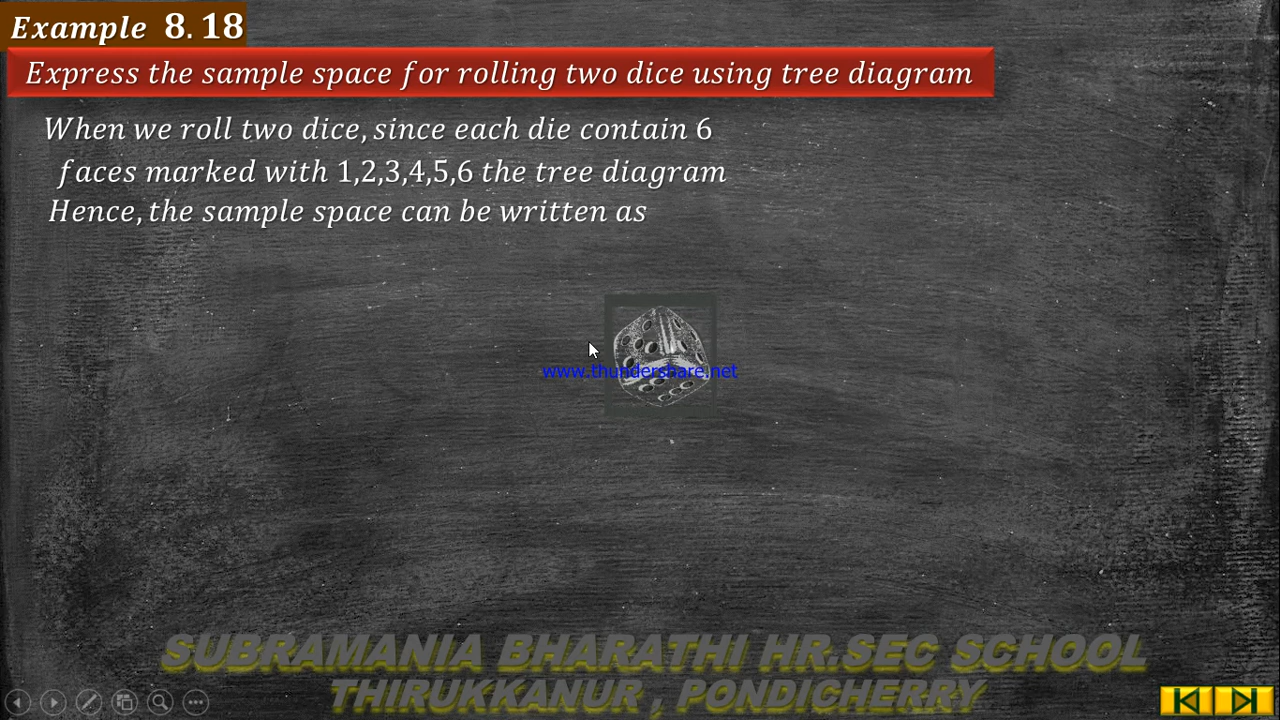 Example 8.18
Express the sample space for rolling two dice using tree diagram
When we roll two dice, since each die contain 6
faces marked with 1,2,3,4,5,6 the tree diagram
Hence, the sample space can be written as
www.thundershare.net
SUBRAMANIA BHARATHI HR.SEC SCHOOL
THIRUKKANUR , PONDICHERRY